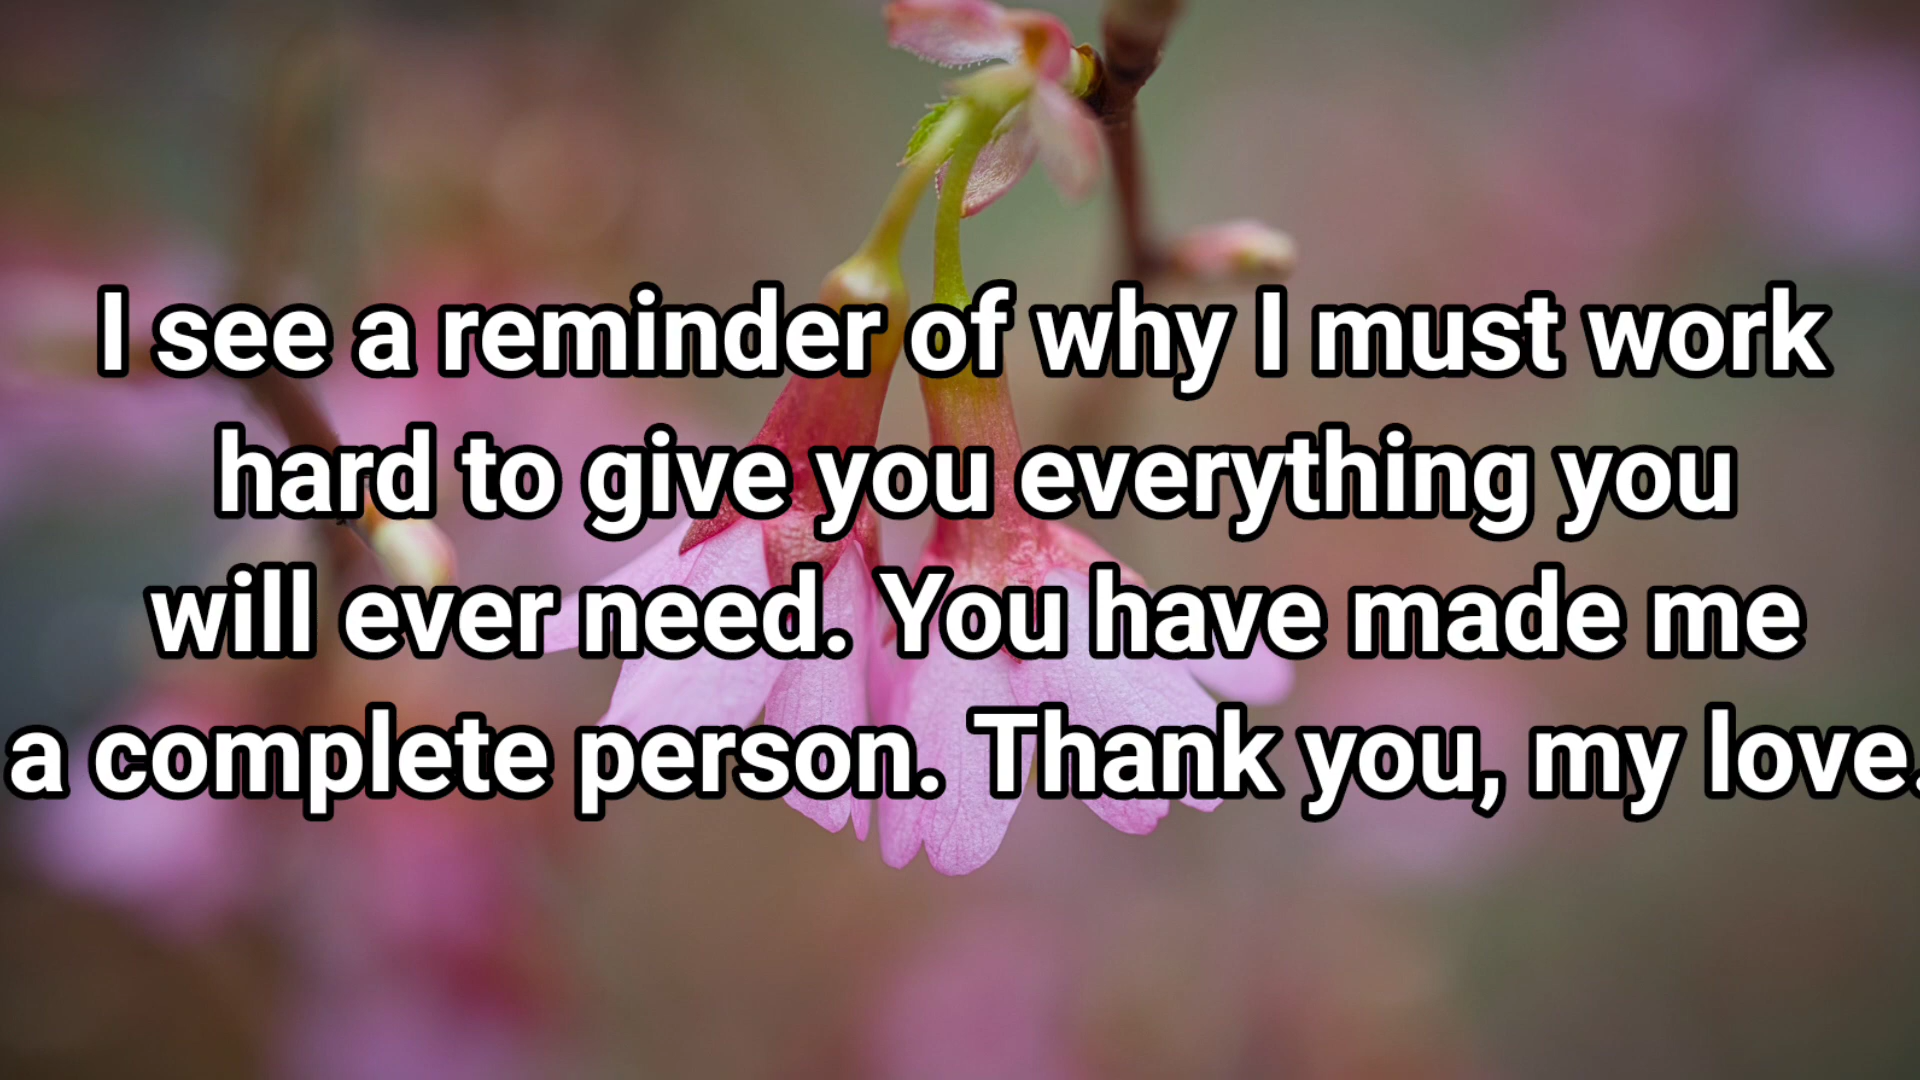 I see a reminder of why I must work
hard to give you everything you
will ever need. You have made me
a complete person. Thank you, my love.